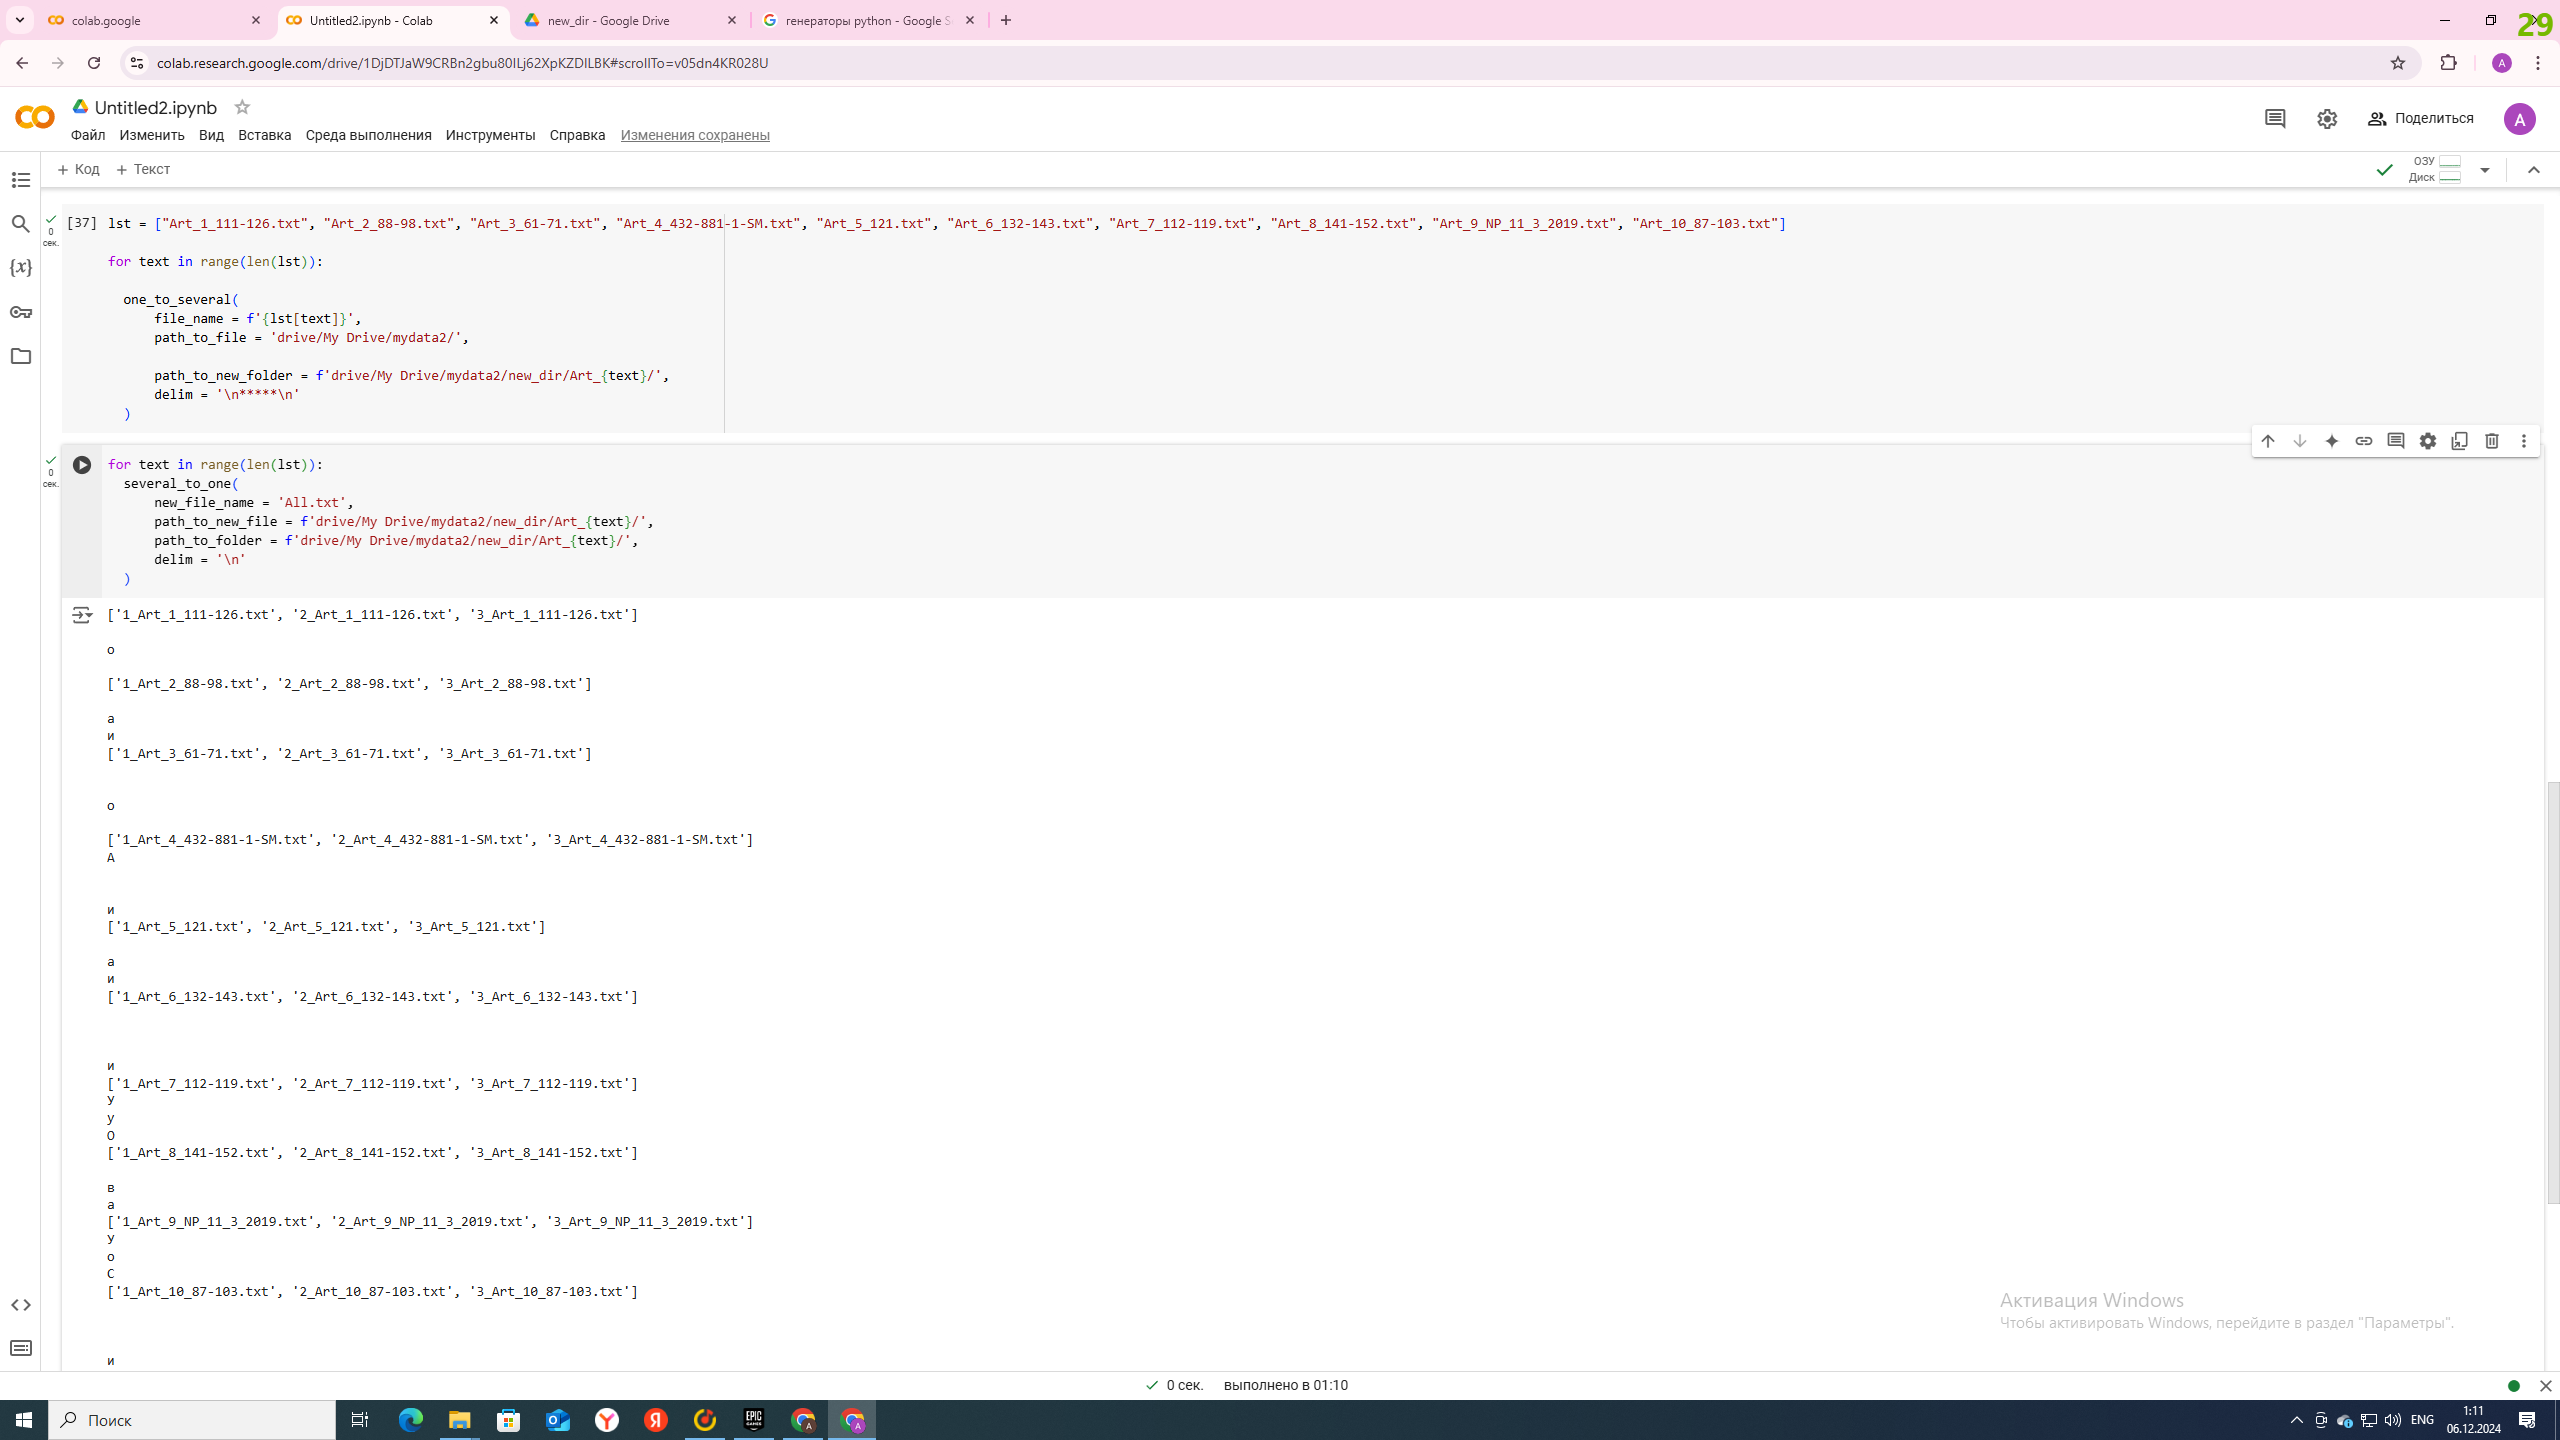 colab.google
Untitled2.ipynb - Colab
new_dir - Google Drive
генераторы python - Google S
29
colab.research.google.com/drive/1DjDTJaW9CRBn2gbu80ILj62XpKZDILBK#scrollTo=v05dn4KR028U
A
Untitled2.ipynb
Файл Изменить Вид Вставка Среда выполнения Инструменты Справка Изменения сохранены
Поделиться
A
+ Код + Текст
ОЗУ
Диск
0
сек.
[37] lst = ["Art_1_111-126.txt", "Art_2_88-98.txt", "Art_3_61-71.txt", "Art_4_432-881-1-SM.txt", "Art_5_121.txt", "Art_6_132-143.txt", "Art_7_112-119.txt", "Art_8_141-152.txt", "Art_9_NP_11_3_2019.txt", "Art_10_87-103.txt"]
for text in range(len(lst)):
one_to_several(
file_name = f'{lst[text]}',
path_to_file = 'drive/My Drive/mydata2/',
path_to_new_folder = f'drive/My Drive/mydata2/new_dir/Art_{text}/',
delim = '\n*****\n'
)
0
сек.
for text in range(len(lst)):
several_to_one(
new_file_name = 'All.txt',
path_to_new_file = f'drive/My Drive/mydata2/new_dir/Art_{text}/',
path_to_folder = f'drive/My Drive/mydata2/new_dir/Art_{text}/',
delim = '\n'
)
['1_Art_1_111-126.txt', '2_Art_1_111-126.txt', '3_Art_1_111-126.txt']
о
['1_Art_2_88-98.txt', '2_Art_2_88-98.txt', '3_Art_2_88-98.txt']
а
и
['1_Art_3_61-71.txt', '2_Art_3_61-71.txt', '3_Art_3_61-71.txt']
о
['1_Art_4_432-881-1-SM.txt', '2_Art_4_432-881-1-SM.txt', '3_Art_4_432-881-1-SM.txt']
А
и
['1_Art_5_121.txt', '2_Art_5_121.txt', '3_Art_5_121.txt']
а
и
['1_Art_6_132-143.txt', '2_Art_6_132-143.txt', '3_Art_6_132-143.txt']
и
['1_Art_7_112-119.txt', '2_Art_7_112-119.txt', '3_Art_7_112-119.txt']
У
у
О
['1_Art_8_141-152.txt', '2_Art_8_141-152.txt', '3_Art_8_141-152.txt']
в
а
['1_Art_9_NP_11_3_2019.txt', '2_Art_9_NP_11_3_2019.txt', '3_Art_9_NP_11_3_2019.txt']
У
о
С
['1_Art_10_87-103.txt', '2_Art_10_87-103.txt', '3_Art_10_87-103.txt']
и
Активация Windows
Чтобы активировать Windows, перейдите в раздел "Параметры".
0 сек. выполнено в 01:10
Поиск
ENG
1:11
06.12.2024